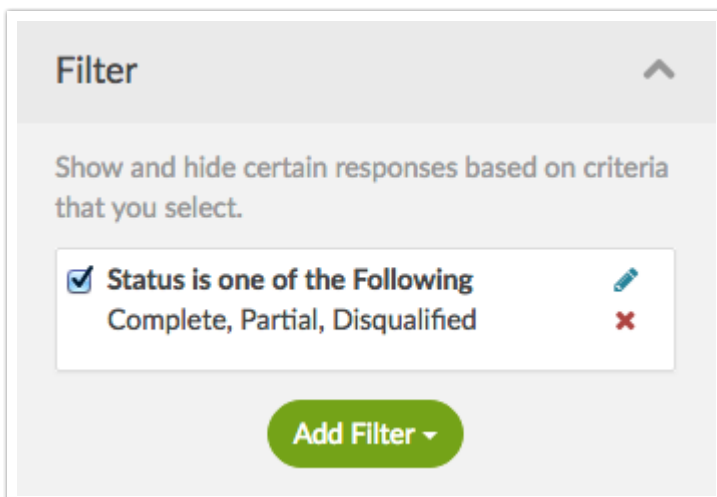 Filter
Show and hide certain responses based on criteria
that you select.
Status is one of the Following
Complete, Partial, Disqualified
Add Filter